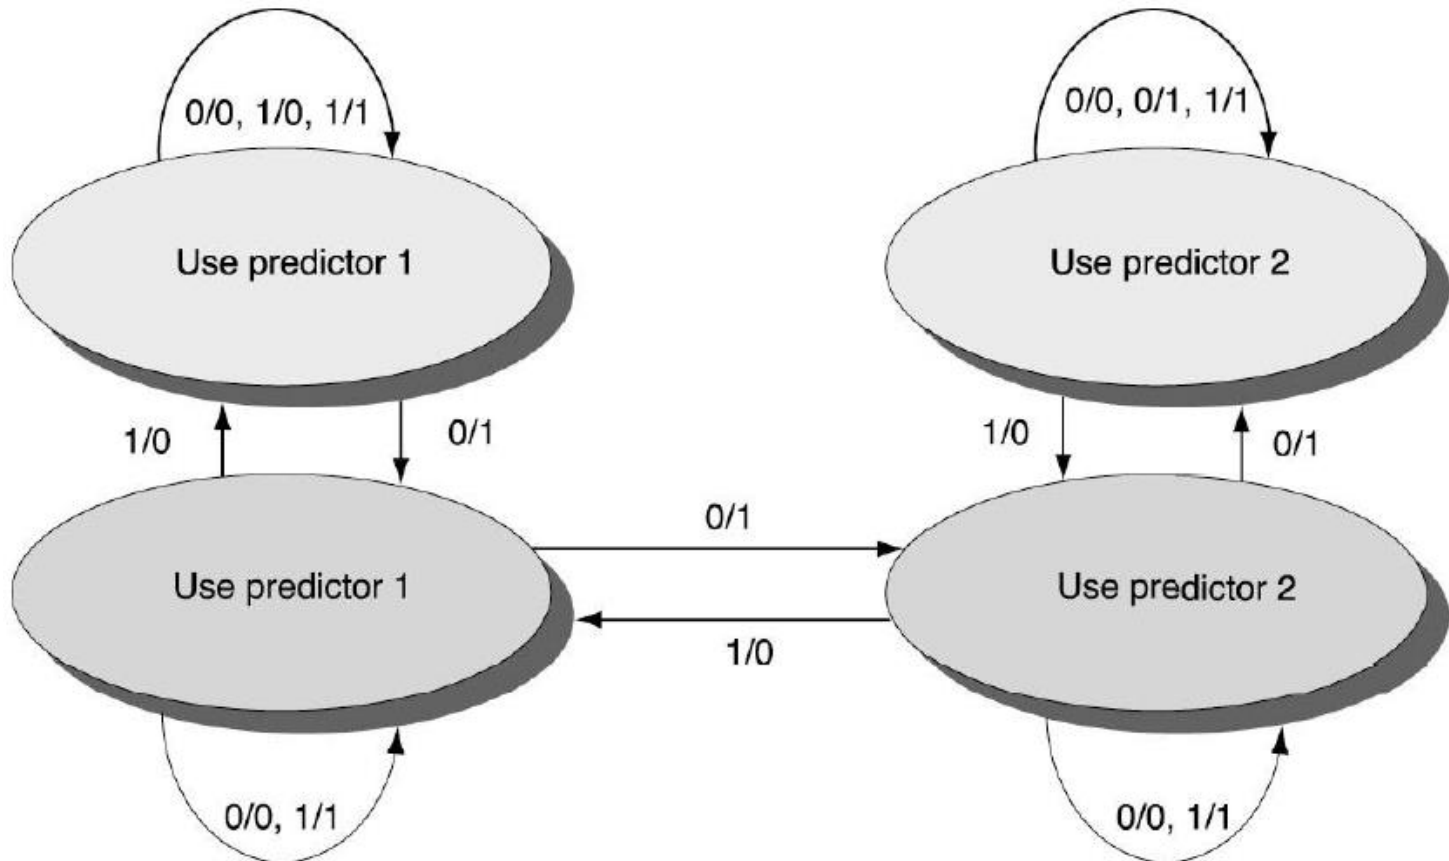 0/0, 1/0, 1/1
0/0, 0/1, 1/1
Use predictor 1
Use predictor 2
1/0
0/1
1/0
0/1
0/1
Use predictor 1
Use predictor 2
1/0
0/0, 1/1
0/0, 1/1